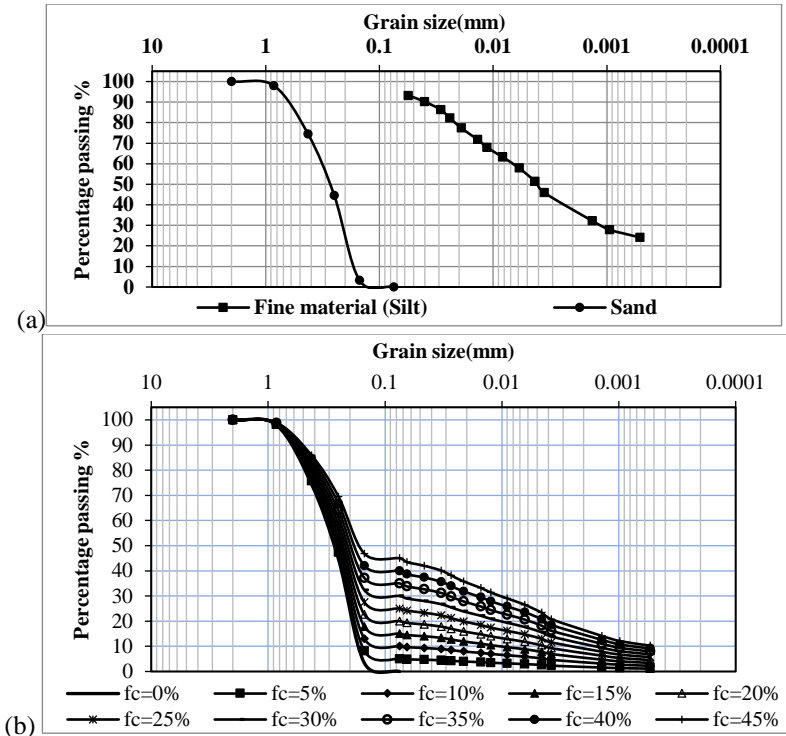 Grain size(mm)
10 1 0.1 0.01 0.001 0.0001
Percentage passing %
100
90
80
70
60
50
40
30
20
10
0
Fine material (Silt) Sand
(a)
Grain size(mm)
10 1 0.1 0.01 0.001 0.0001
Percentage passing %
100
90
80
70
60
50
40
30
20
10
0
fc=0% fc=5% fc=10% fc=15% fc=20%
fc=25% fc=30% fc=35% fc=40% fc=45%
(b)